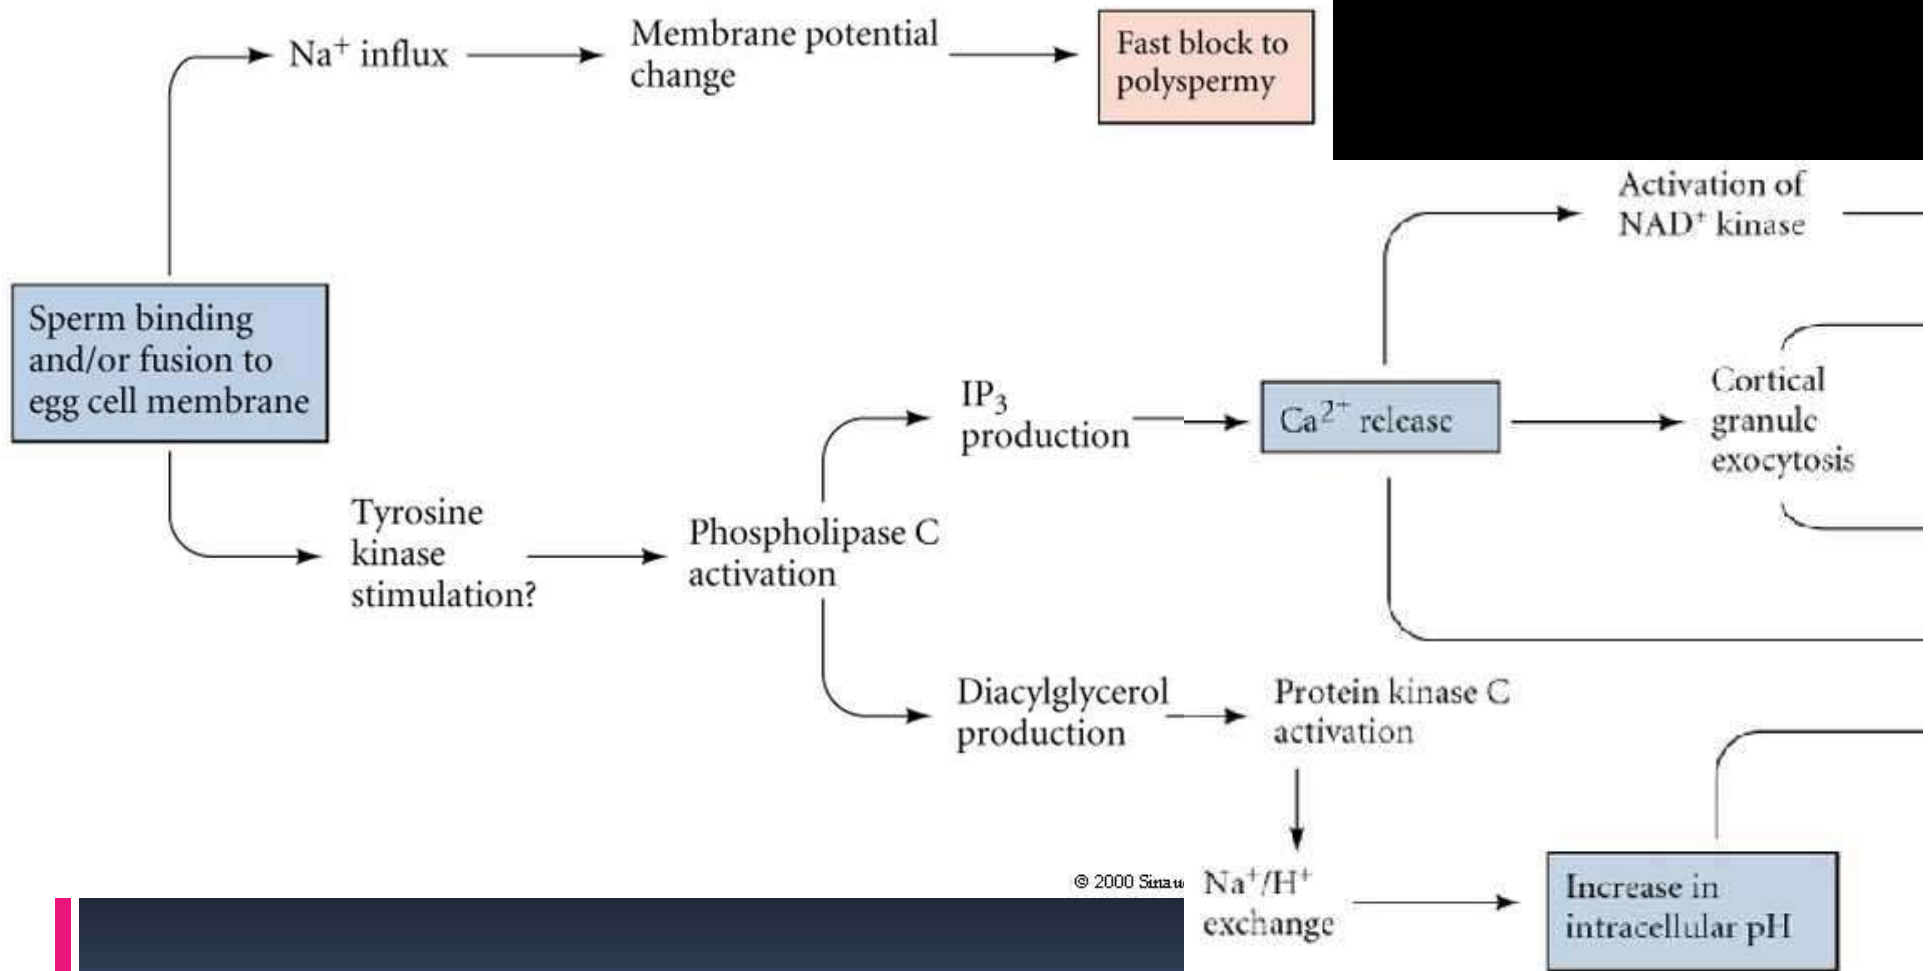 Na⁺ influx
Membrane potential
change
Fast block to
polyspermy
Activation of
NAD⁺ kinase
Sperm binding
and/or fusion to
egg cell membrane
IP₃
production
Ca²⁺ release
Cortical
granule
exocytosis
Tyrosine
kinase
stimulation?
Phospholipase C
activation
Diacylglycerol
production
Protein kinase C
activation
© 2000 Sinau
Na⁺/H⁺
exchange
Increase in
intracellular pH